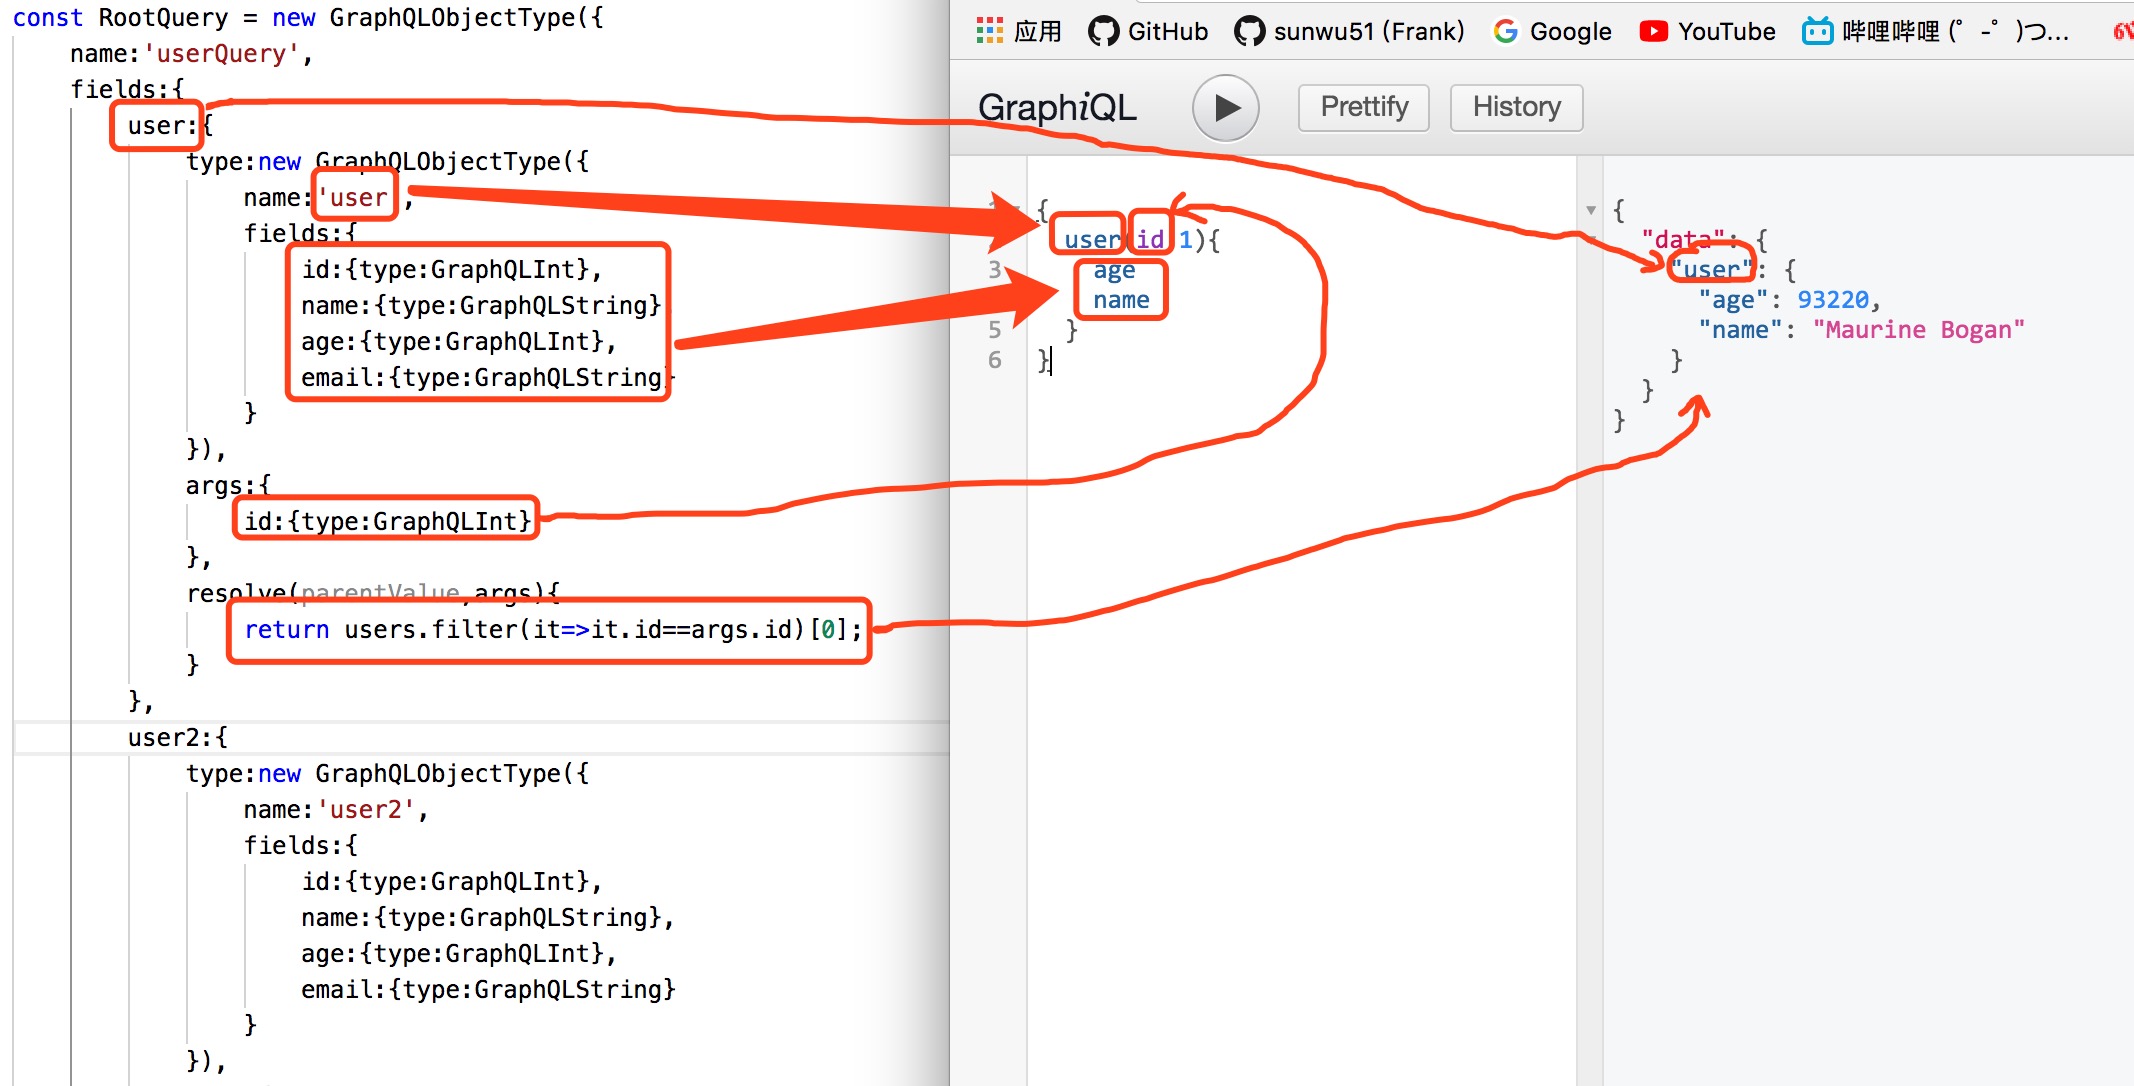 const RootQuery = new GraphQLObjectType({
name:'userQuery',
fields:{
user:{
type:new GraphQLObjectType({
name:'user',
fields:{
id:{type:GraphQLInt},
name:{type:GraphQLString}
age:{type:GraphQLInt},
email:{type:GraphQLString}
}
}),
args:{
id:{type:GraphQLInt}
},
resolve(parentValue,args){
return users.filter(it=>it.id==args.id)[0];
}
},
user2:{
type:new GraphQLObjectType({
name:'user2',
fields:{
id:{type:GraphQLInt},
name:{type:GraphQLString},
age:{type:GraphQLInt},
email:{type:GraphQLString}
}
}),
应用 GitHub sunwu51 (Frank) Google YouTube 哔哩哔哩 (゜-゜)つ...
GraphiQL Prettify History
{
user(id 1){
3 age
name
5 }
6 }
{
"data": {
"user": {
"age": 93220,
"name": "Maurine Bogan"
}
}
}